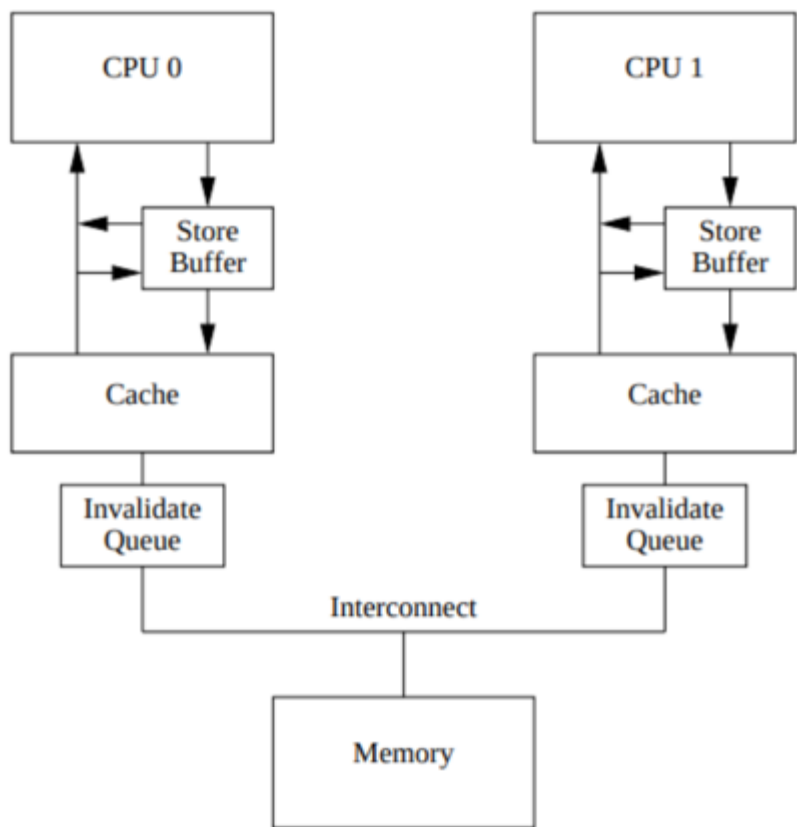 CPU 0
CPU 1
Store
Buffer
Store
Buffer
Cache
Cache
Invalidate
Queue
Invalidate
Queue
Interconnect
Memory